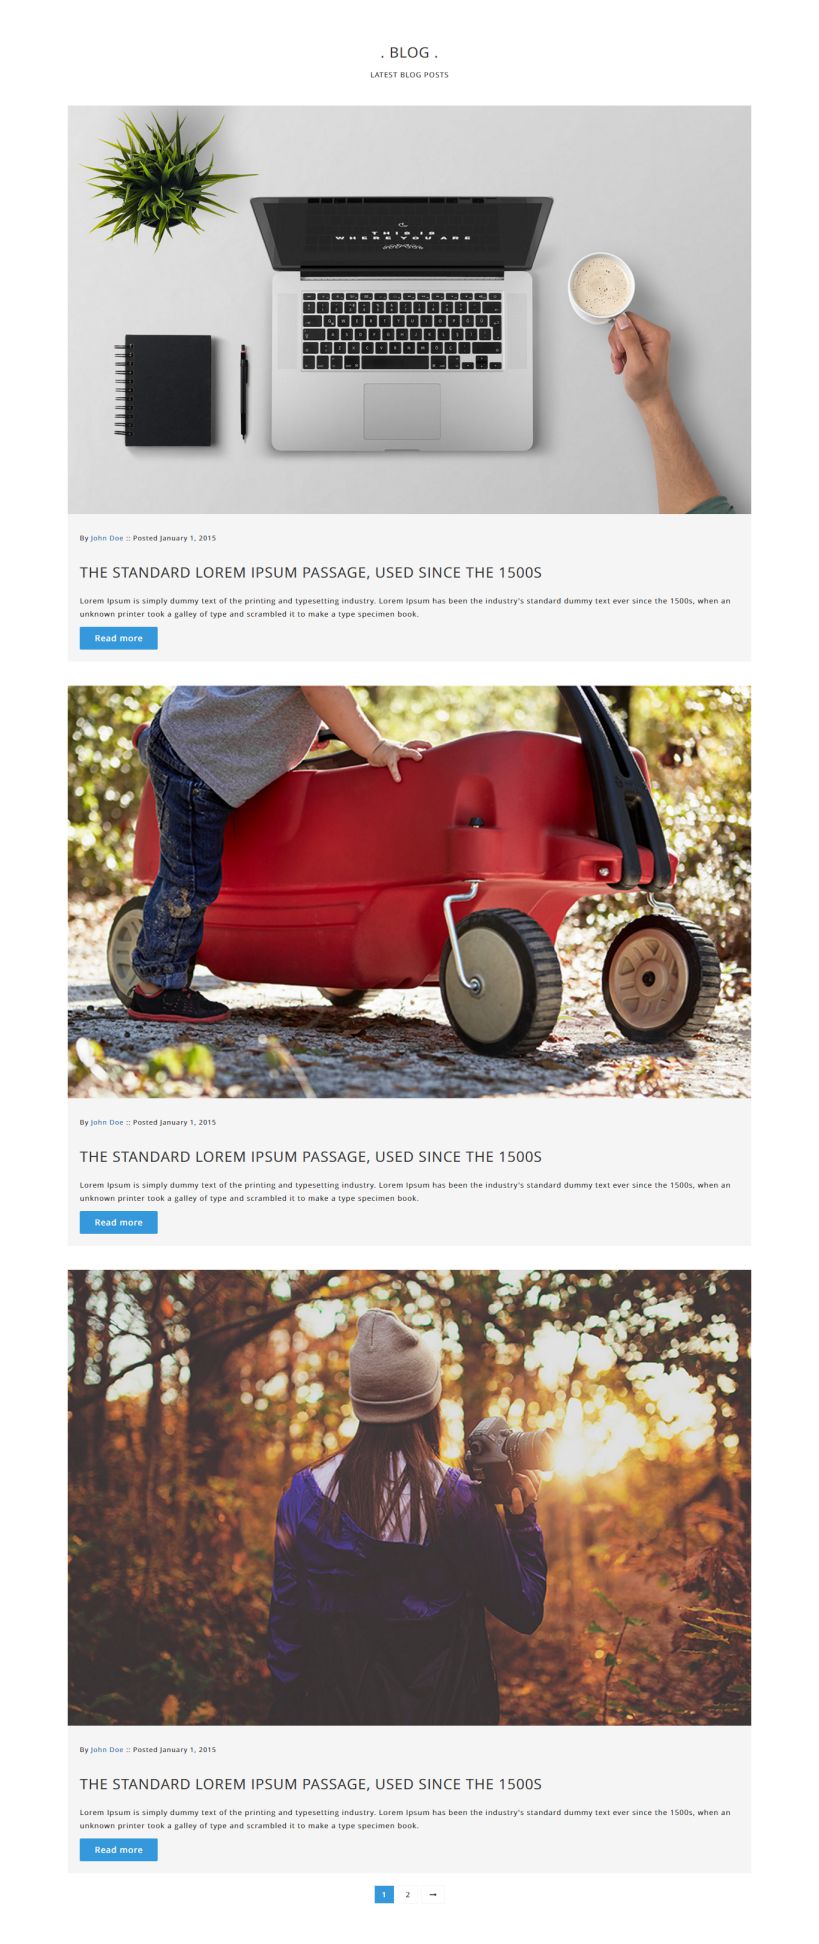 . BLOG .
LATEST BLOG POSTS
THIS IS
WHERE YOU ARE
By John Doe :: Posted January 1, 2015
THE STANDARD LOREM IPSUM PASSAGE, USED SINCE THE 1500S
Lorem Ipsum is simply dummy text of the printing and typesetting industry. Lorem Ipsum has been the industry's standard dummy text ever since the 1500s, when an
unknown printer took a galley of type and scrambled it to make a type specimen book.
Read more
By John Doe :: Posted January 1, 2015
THE STANDARD LOREM IPSUM PASSAGE, USED SINCE THE 1500S
Lorem Ipsum is simply dummy text of the printing and typesetting industry. Lorem Ipsum has been the industry's standard dummy text ever since the 1500s, when an
unknown printer took a galley of type and scrambled it to make a type specimen book.
Read more
By John Doe :: Posted January 1, 2015
THE STANDARD LOREM IPSUM PASSAGE, USED SINCE THE 1500S
Lorem Ipsum is simply dummy text of the printing and typesetting industry. Lorem Ipsum has been the industry's standard dummy text ever since the 1500s, when an
unknown printer took a galley of type and scrambled it to make a type specimen book.
Read more
1 2 →